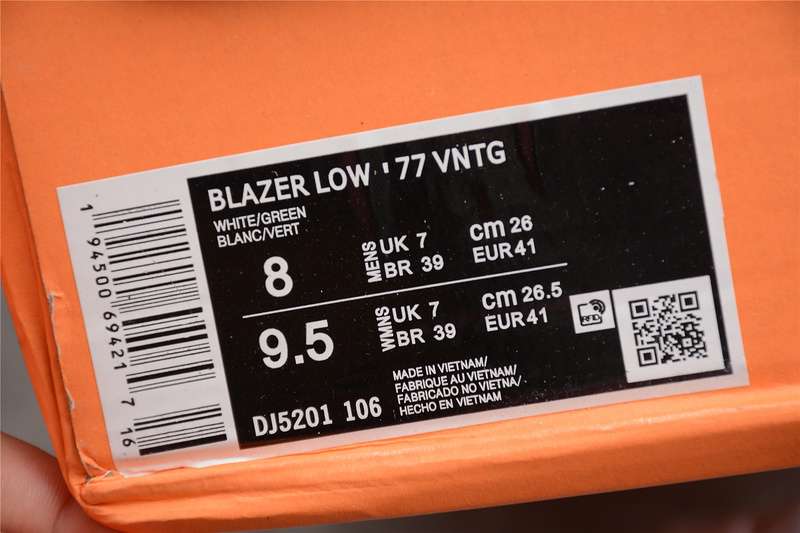 BLAZER LOW '77 VNTG
WHITE/GREEN
BLANC/VERT
8
MENS
UK 7
BR 39
cm 26
EUR 41
9.5
WMNS
UK 7
BR 39
cm 26.5
EUR 41
RFID
MADE IN VIETNAM/
FABRIQUE AU VIETNAM/
FABRICADO NO VIETNA/
HECHO EN VIETNAM
DJ5201 106
1 94500 69421 7 16